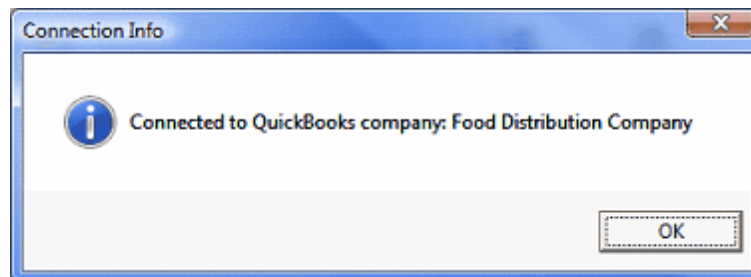 Connection Info
Connected to QuickBooks company: Food Distribution Company
OK